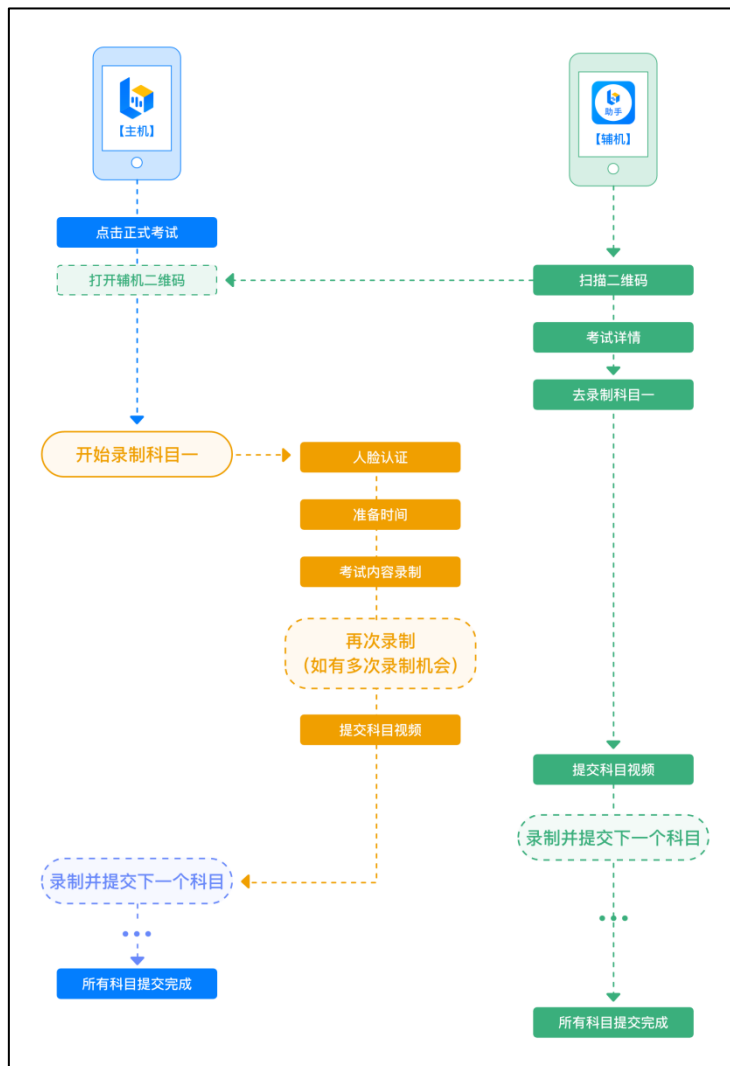 【主机】
助手
【辅机】
点击正式考试
打开辅机二维码
扫描二维码
考试详情
去录制科目一
开始录制科目一
人脸认证
准备时间
考试内容录制
再次录制
（如有多次录制机会）
提交科目视频
提交科目视频
录制并提交下一个科目
录制并提交下一个科目
所有科目提交完成
所有科目提交完成